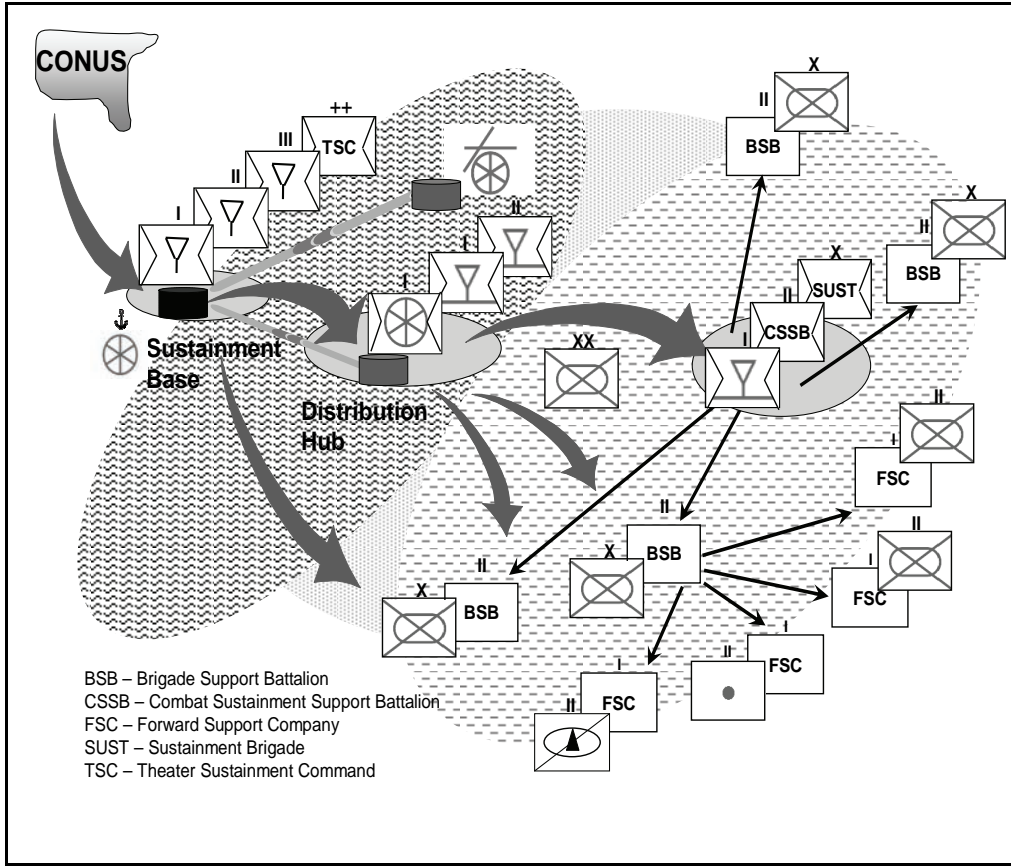 CONUS
++
TSC
III
II
I
Sustainment
Base
II
I
I
Distribution
Hub
XX
X
II
BSB
X
II
BSB
X
SUST
II
CSSB
I
II
I
FSC
II
I
FSC
II
BSB
X
II
BSB
X
I
FSC
II
I
FSC
II
BSB – Brigade Support Battalion
CSSB – Combat Sustainment Support Battalion
FSC – Forward Support Company
SUST – Sustainment Brigade
TSC – Theater Sustainment Command